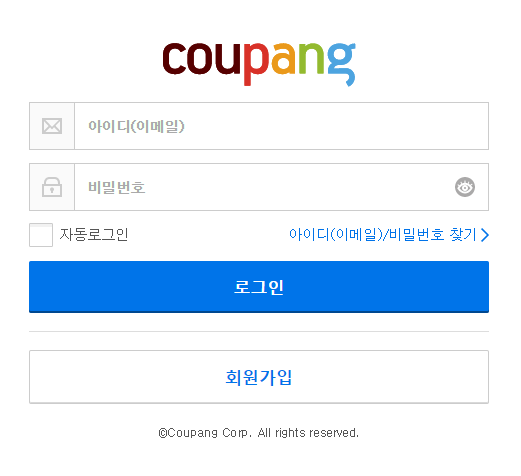 coupang
아이디(이메일)
비밀번호
자동로그인 아이디(이메일)/비밀번호 찾기
로그인
회원가입
©Coupang Corp. All rights reserved.